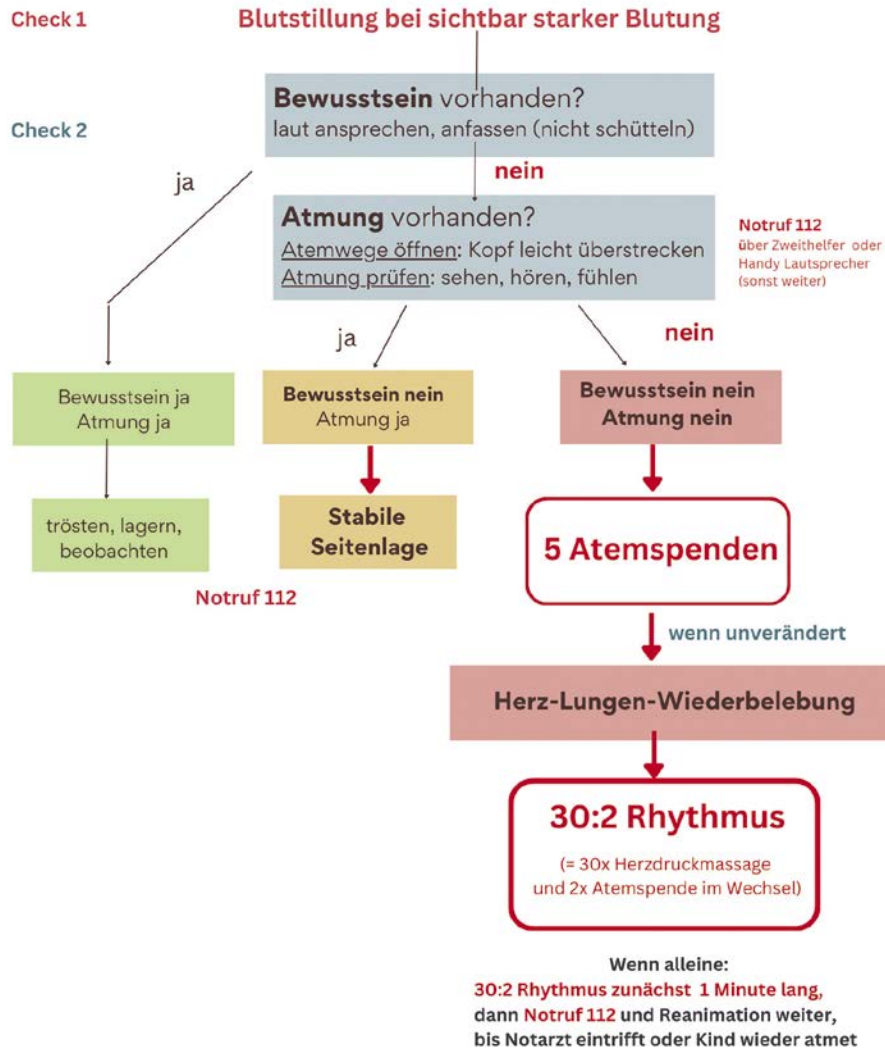 Check 1
Blutstillung bei sichtbar starker Blutung
Check 2
Bewusstsein vorhanden?
laut ansprechen, anfassen (nicht schütteln)
ja
nein
Atmung vorhanden?
Atemwege öffnen: Kopf leicht überstrecken
Atmung prüfen: sehen, hören, fühlen
Notruf 112
über Zweithelfer oder
Handy Lautsprecher
(sonst weiter)
ja
nein
Bewusstsein ja
Atmung ja
Bewusstsein nein
Atmung ja
Bewusstsein nein
Atmung nein
trösten, lagern,
beobachten
Stabile
Seitenlage
5 Atemspenden
Notruf 112
wenn unverändert
Herz-Lungen-Wiederbelebung
30:2 Rhythmus
(= 30x Herzdruckmassage
und 2x Atemspende im Wechsel)
Wenn alleine:
30:2 Rhythmus zunächst 1 Minute lang,
dann Notruf 112 und Reanimation weiter,
bis Notarzt eintrifft oder Kind wieder atmet